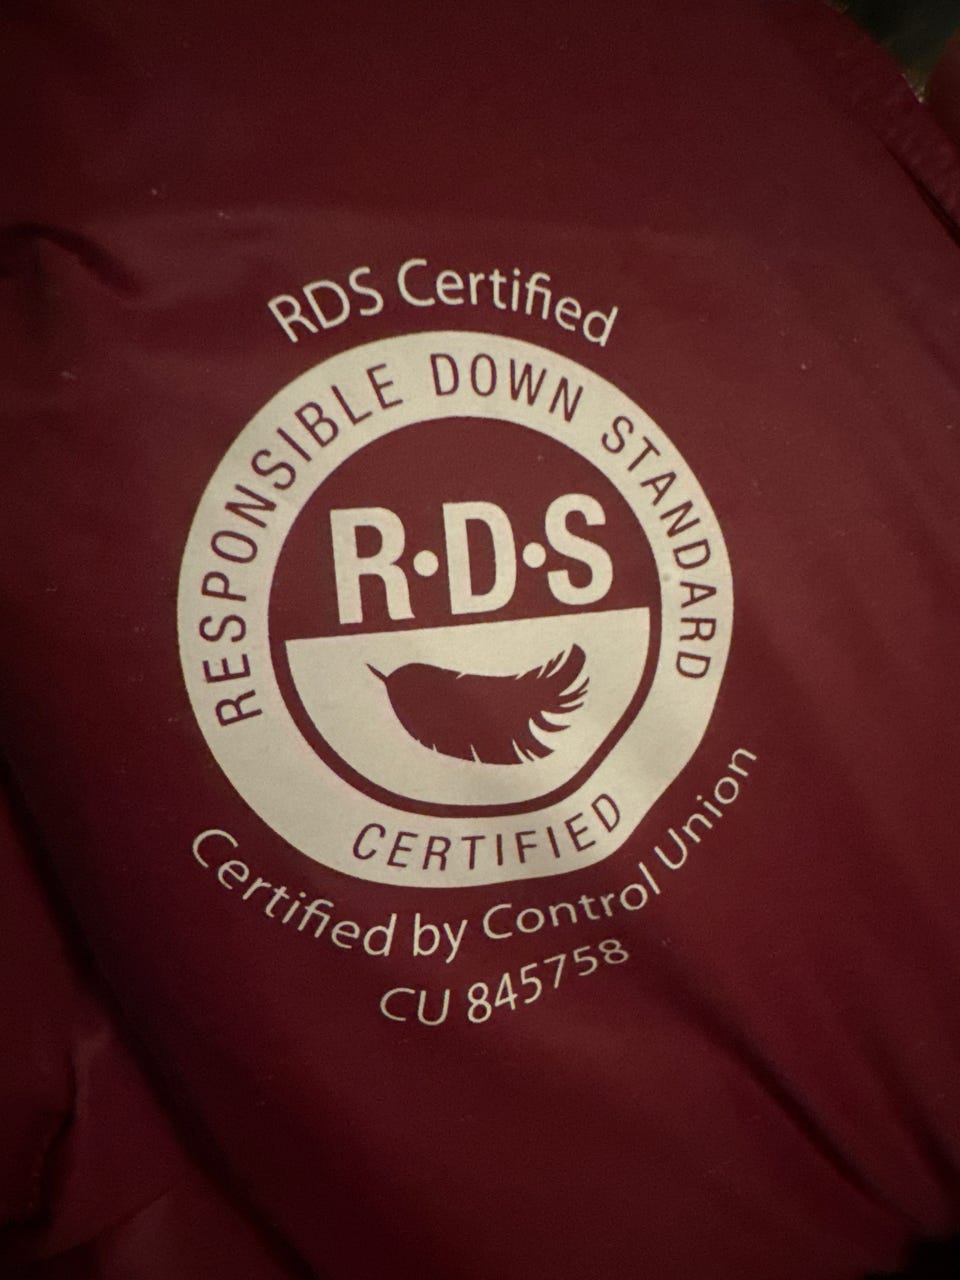 RDS Certified
RESPONSIBLE DOWN STANDARD
R·D·S
CERTIFIED
Certified by Control Union
CU 845758